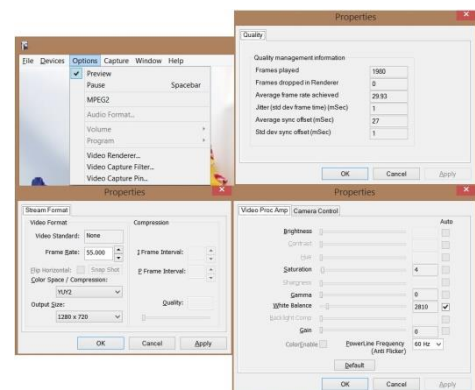 File Devices Options Capture Window Help
Preview
Pause Spacebar
MPEG2
Audio Format...
Volume
Program
Video Renderer...
Video Capture Filter...
Video Capture Pin...
Properties
Quality
Quality management information
Frames played 1980
Frames dropped in Renderer 0
Average frame rate achieved 29.93
Jitter (std dev frame time) (mSec) 1
Average sync offset (mSec) 27
Std dev sync offset (mSec) 1
OK Cancel Apply
Properties
Stream Format
Video Format Compression
Video Standard: None
Frame Rate: 55.000 I Frame Interval:
Flip Horizontal: Snap Shot P Frame Interval:
Color Space / Compression:
YUY2
Output Size: Quality:
1280 x 720
OK Cancel Apply
Properties
Video Proc Amp Camera Control
Auto
Brightness
Contrast
Hue
Saturation 4
Sharpness
Gamma 0
White Balance 2810
Backlight Comp
Gain 0
ColorEnable PowerLine Frequency 60 Hz
(Anti Flicker)
Default
OK Cancel Apply